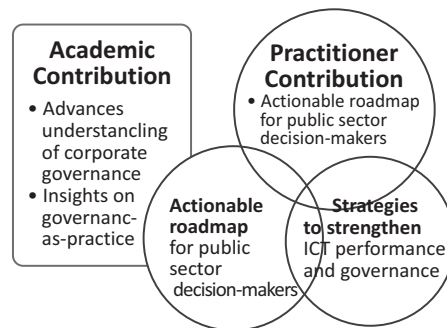 Academic
Contribution
• Advances
understanding
of corporate
governance
• Insights on
governanc-
as-practice
Practitioner
Contribution
• Actionable roadmap
for public sector
decision-makers
Actionable
roadmap
for public
sector
decision-makers
Strategies
to strengthen
ICT performance
and governance